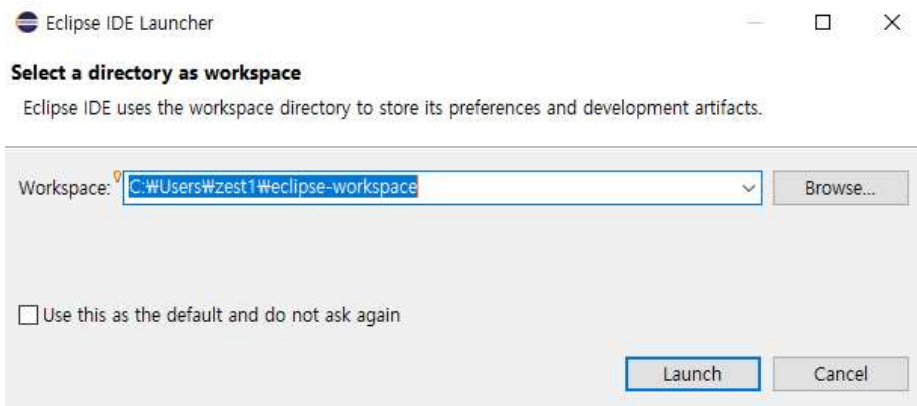 Eclipse IDE Launcher
Select a directory as workspace
Eclipse IDE uses the workspace directory to store its preferences and development artifacts.
Workspace: C:₩Users₩zest1₩eclipse-workspace Browse...
Use this as the default and do not ask again
Launch Cancel